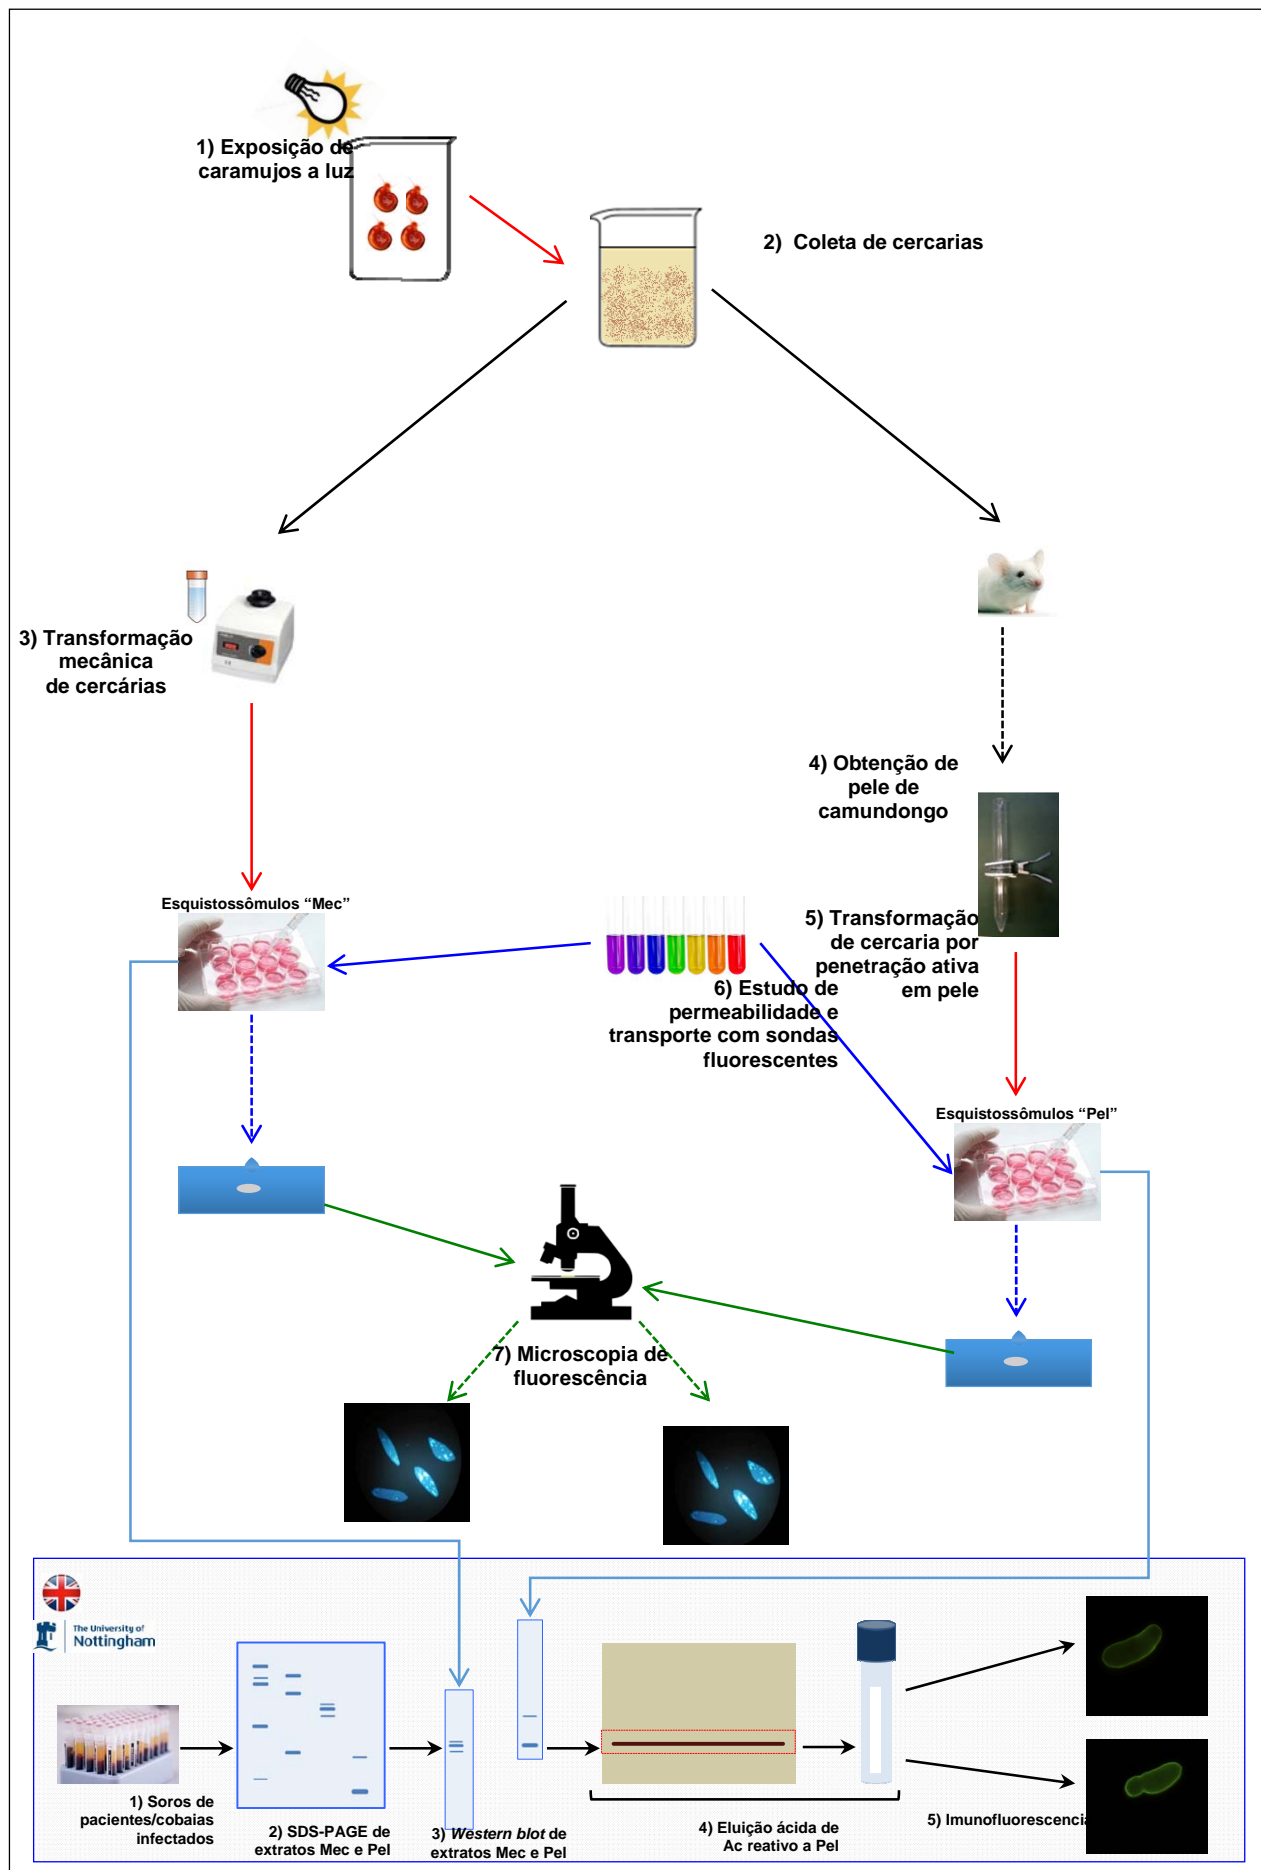 1) Exposição de
caramujos a luz
2) Coleta de cercarias
3) Transformação
mecânica
de cercárias
4) Obtenção de
pele de
camundongo
Esquistossômulos “Mec”
5) Transformação
de cercaria por
penetração ativa
em pele
6) Estudo de
permeabilidade e
transporte com sondas
fluorescentes
Esquistossômulos “Pel”
7) Microscopia de
fluorescência
The University of
Nottingham
1) Soros de
pacientes/cobaias
infectados
2) SDS-PAGE de
extratos Mec e Pel
3) Western blot de
extratos Mec e Pel
4) Eluição ácida de
Ac reativo a Pel
5) Imunofluorescencia